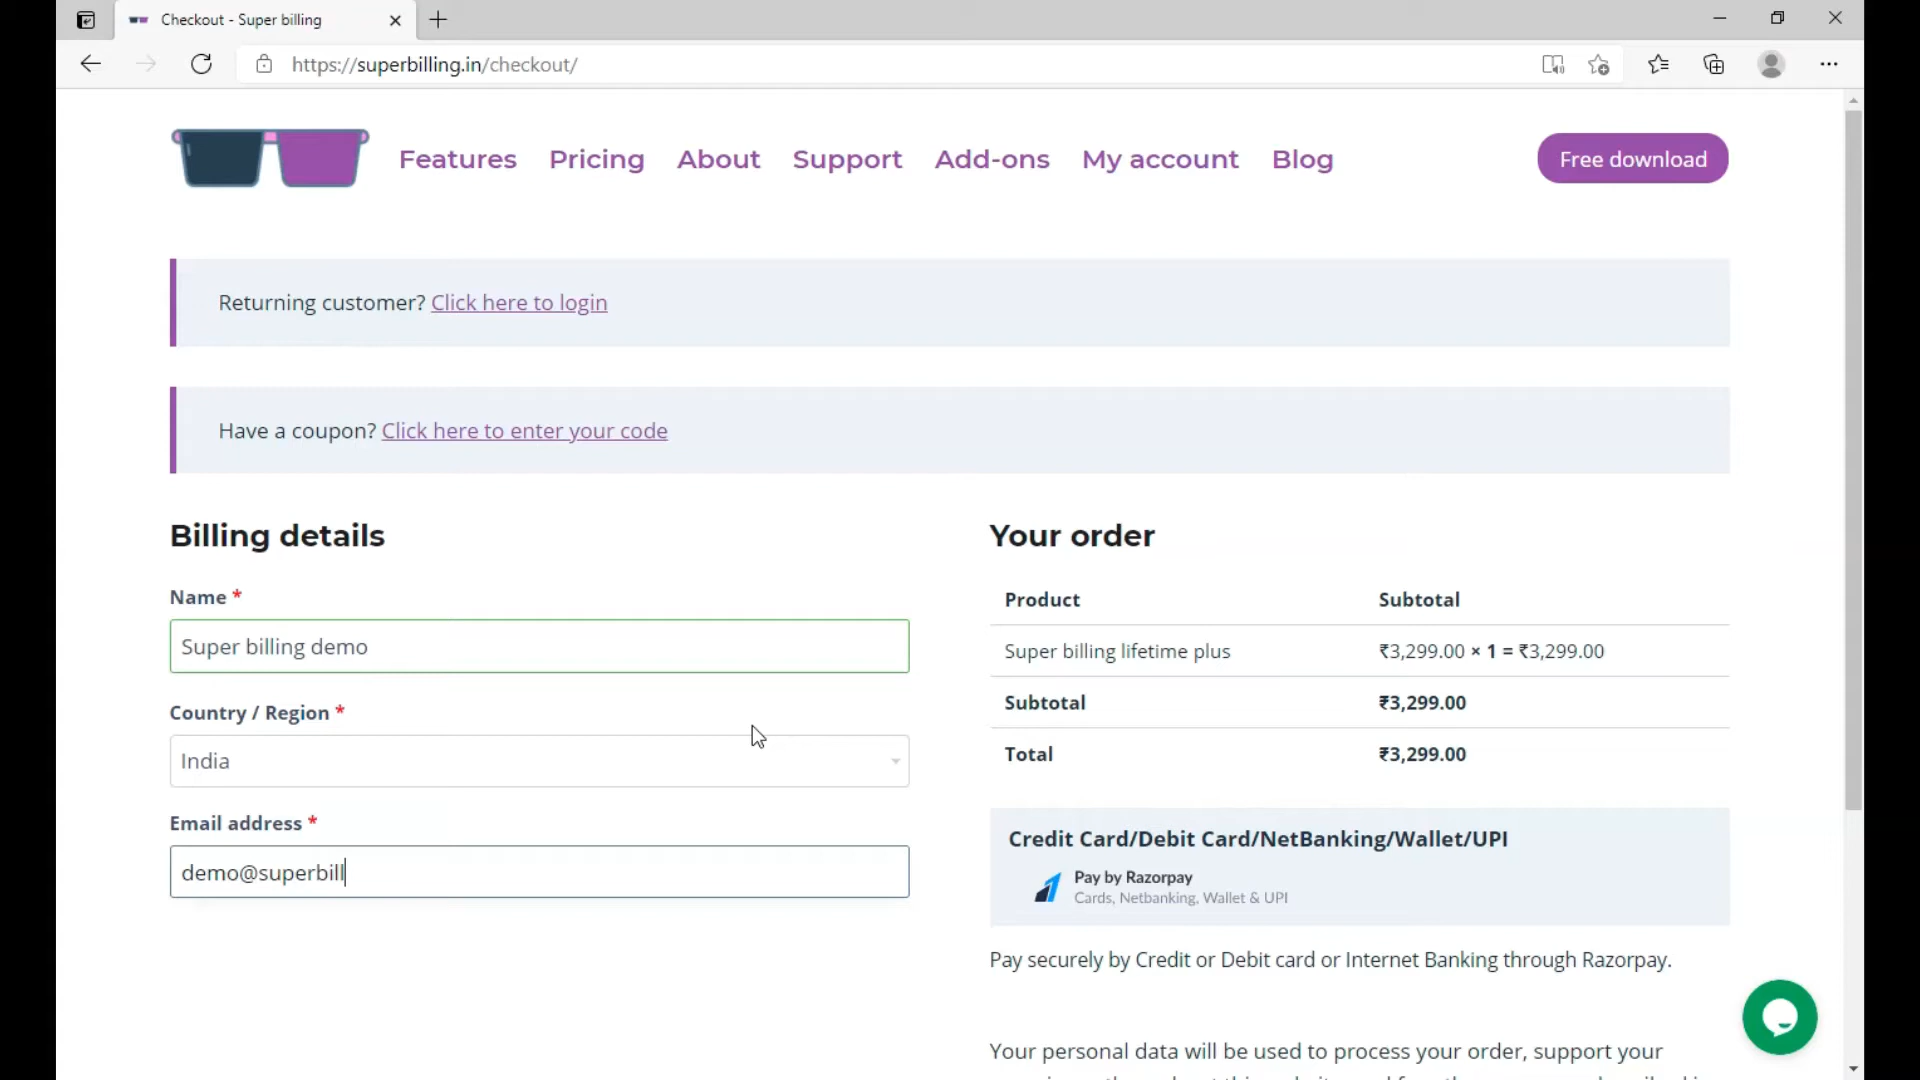 Checkout - Super billing
https://superbilling.in/checkout/
Features Pricing About Support Add-ons My account Blog Free download
Returning customer? Click here to login
Have a coupon? Click here to enter your code
Billing details
Name *
Super billing demo
Country / Region *
India
Email address *
demo@superbill
Your order
Product Subtotal
Super billing lifetime plus ₹3,299.00 × 1 = ₹3,299.00
Subtotal ₹3,299.00
Total ₹3,299.00
Credit Card/Debit Card/NetBanking/Wallet/UPI
Pay by Razorpay
Cards, Netbanking, Wallet & UPI
Pay securely by Credit or Debit card or Internet Banking through Razorpay.
Your personal data will be used to process your order, support your